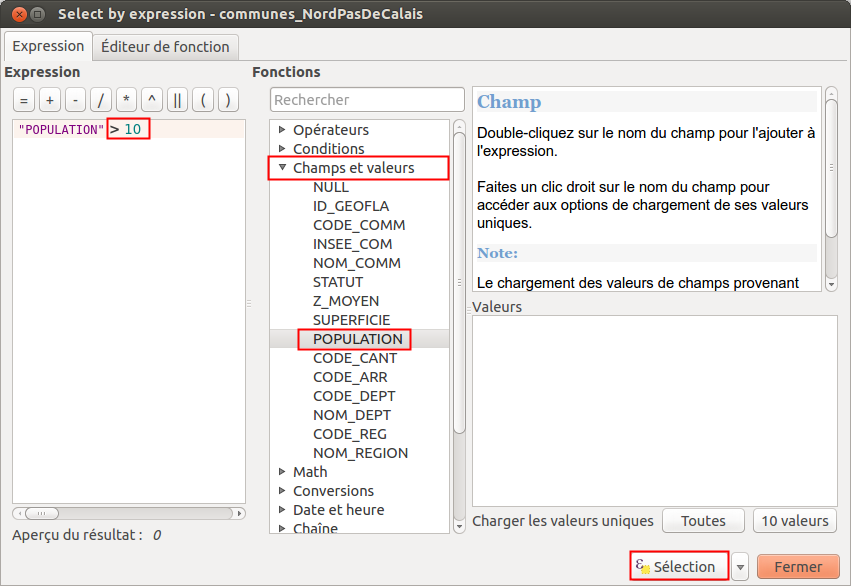 Select by expression - communes_NordPasDeCalais
Expression
Éditeur de fonction
Expression
= + - / * ^ || ( )
"POPULATION" > 10
Aperçu du résultat : 0
Fonctions
Rechercher
Opérateurs
Conditions
Champs et valeurs
NULL
ID_GEOFLA
CODE_COMM
INSEE_COM
NOM_COMM
STATUT
Z_MOYEN
SUPERFICIE
POPULATION
CODE_CANT
CODE_ARR
CODE_DEPT
NOM_DEPT
CODE_REG
NOM_REGION
Math
Conversions
Date et heure
Chaîne
Champ
Double-cliquez sur le nom du champ pour l'ajouter à
l'expression.
Faites un clic droit sur le nom du champ pour
accéder aux options de chargement de ses valeurs
uniques.
Note:
Le chargement des valeurs de champs provenant
Valeurs
Charger les valeurs uniques
Toutes
10 valeurs
Sélection
Fermer